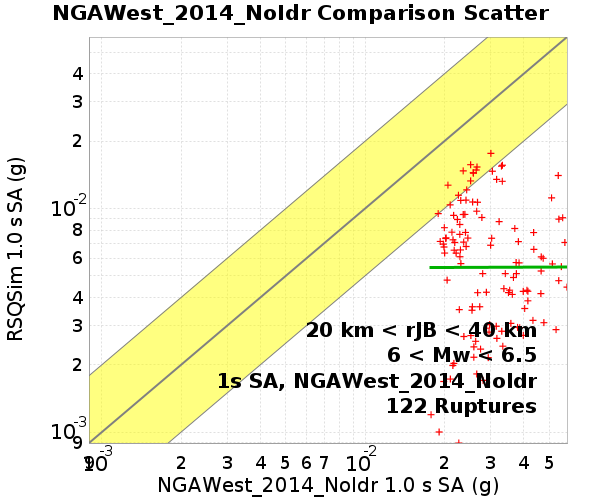 NGAWest_2014_NoIdr Comparison Scatter
RSQSim 1.0 s SA (g)
4
3
2
10-2
8
6
4
3
2
10-3
9
20 km < rJB < 40 km
6 < Mw < 6.5
1s SA, NGAWest_2014_NoIdr
122 Ruptures
9 10-3 2 3 4 5 6 7 10-2 2 3 4 5
NGAWest_2014_NoIdr 1.0 s SA (g)